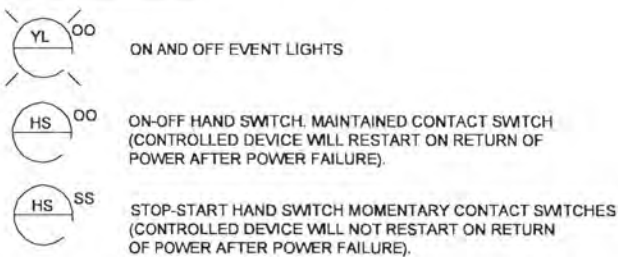 YL OO ON AND OFF EVENT LIGHTS
HS OO ON-OFF HAND SWITCH. MAINTAINED CONTACT SWITCH
(CONTROLLED DEVICE WILL RESTART ON RETURN OF
POWER AFTER POWER FAILURE).
HS SS STOP-START HAND SWITCH MOMENTARY CONTACT SWITCHES
(CONTROLLED DEVICE WILL NOT RESTART ON RETURN
OF POWER AFTER POWER FAILURE).